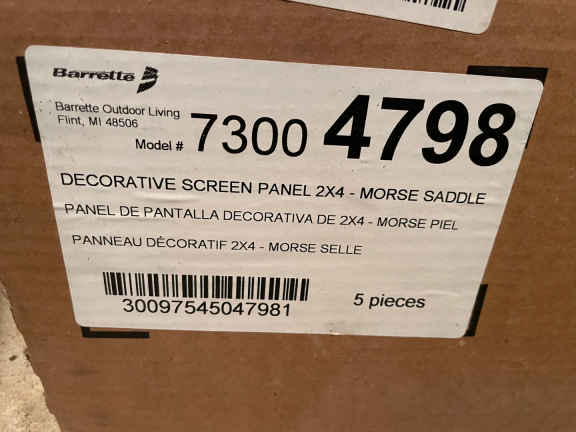 Barrette
Barrette Outdoor Living
Flint, MI 48506
Model # 7300 4798
DECORATIVE SCREEN PANEL 2X4 - MORSE SADDLE
PANEL DE PANTALLA DECORATIVA DE 2X4 - MORSE PIEL
PANNEAU DÉCORATIF 2X4 - MORSE SELLE
30097545047981
5 pieces